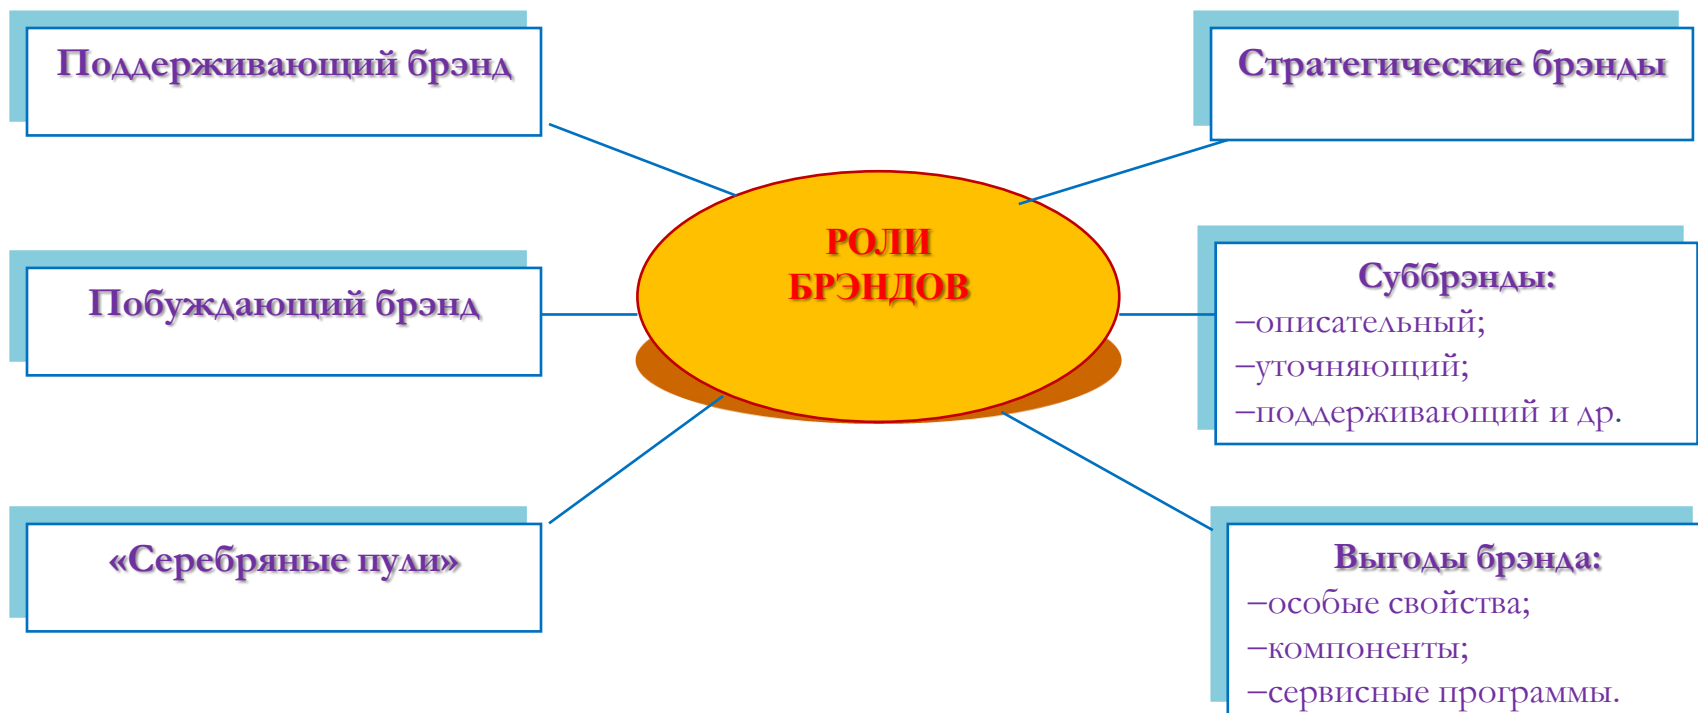 Поддерживающий брэнд
Стратегические брэнды
РОЛИ
БРЭНДОВ
Побуждающий брэнд
Суббрэнды:
–описательный;
–уточняющий;
–поддерживающий и др.
«Серебряные пули»
Выгоды брэнда:
–особые свойства;
–компоненты;
–сервисные программы.